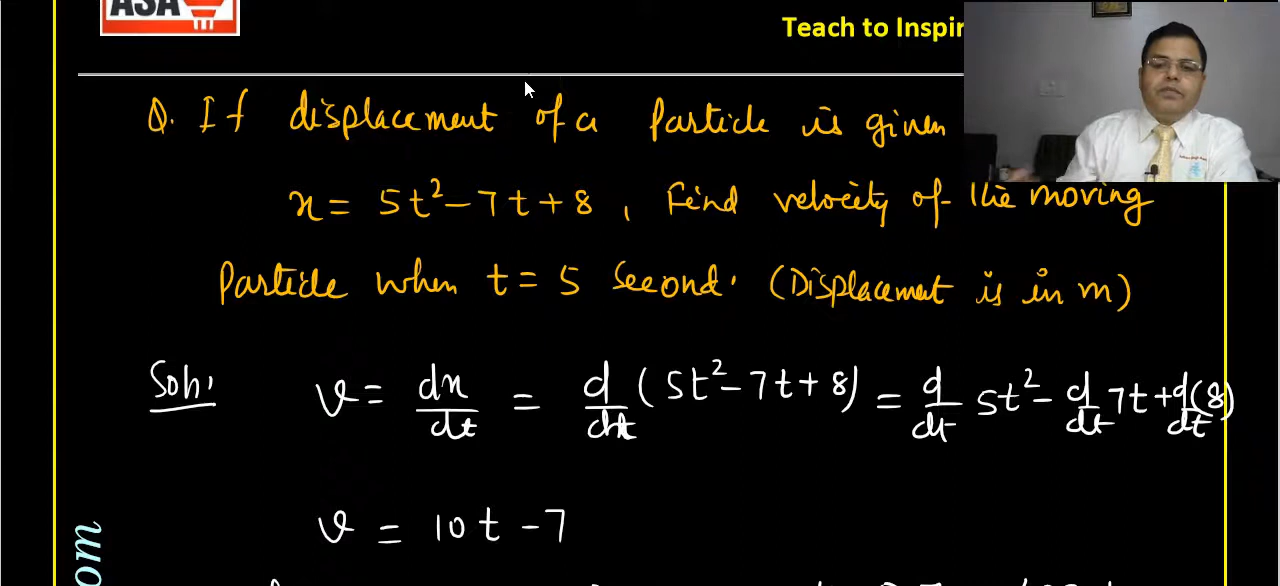 ASA
Teach to Inspir
Q. If displacement of a Particle is given
x = 5t² - 7t + 8 , Find velocity of the moving
Particle when t = 5 Second. (Displacement is in m)
Soln.
v = dx/dt = d/dt (5t² - 7t + 8) = d/dt 5t² - d/dt 7t + d/dt (8)
v = 10t - 7
om